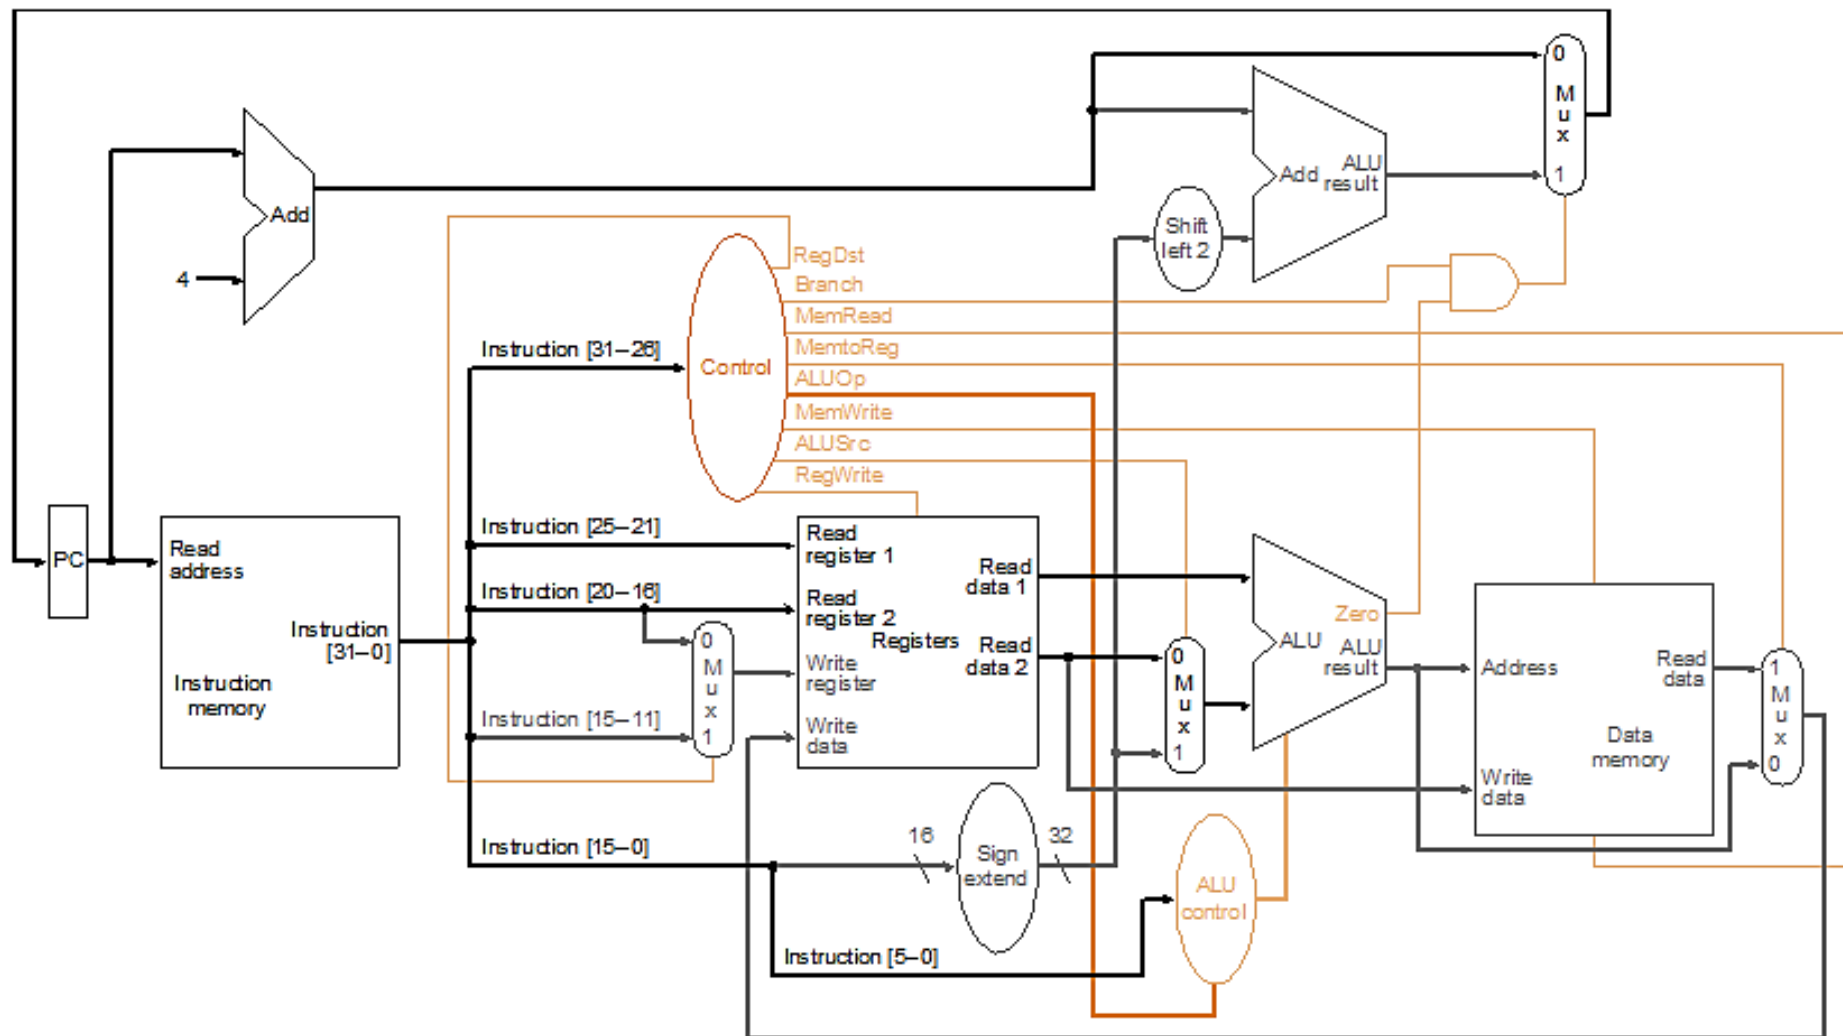 0
M
u
x
1
Add
ALU
result
Add
4
Shift
left 2
RegDst
Branch
MemRead
MemtoReg
ALUOp
MemWrite
ALUSrc
RegWrite
Control
Instruction [31–26]
Instruction [25–21]
Instruction [20–16]
Instruction [15–11]
Instruction [15–0]
Instruction [5–0]
PC
Read
address
Instruction
[31–0]
Instruction
memory
0
M
u
x
1
Read
register 1
Read
register 2
Write
register
Write
data
Registers
Read
data 1
Read
data 2
0
M
u
x
1
Zero
ALU
ALU
result
Address
Write
data
Read
data
Data
memory
1
M
u
x
0
16
Sign
extend
32
ALU
control